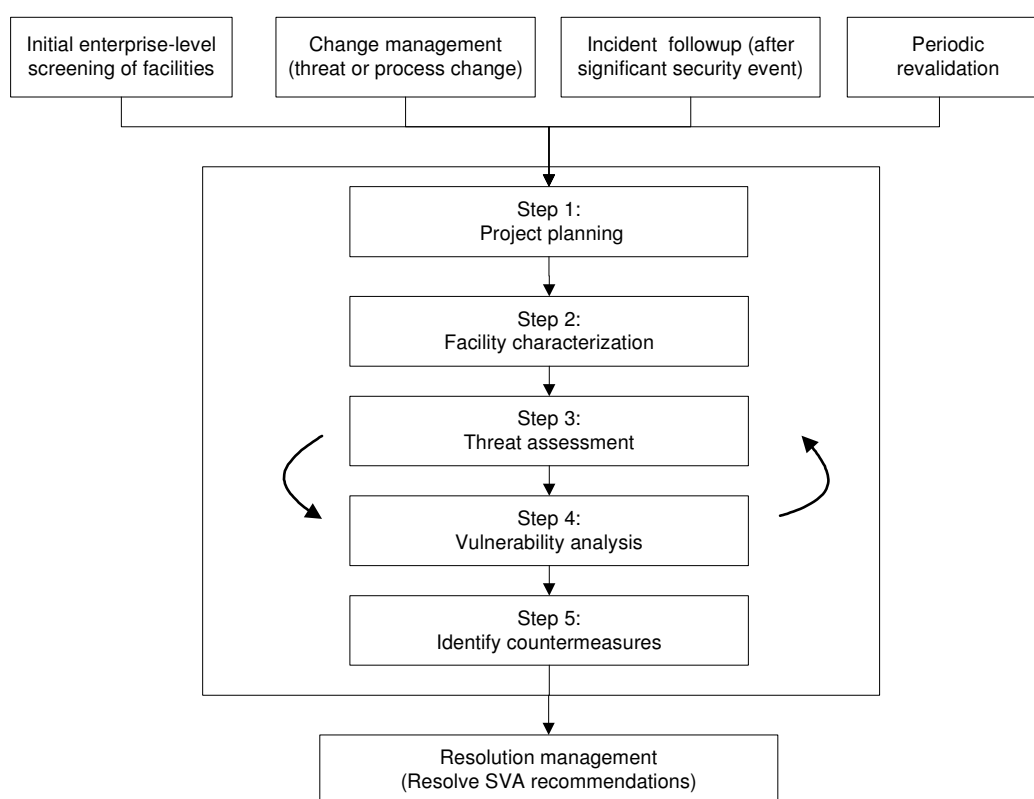 Initial enterprise-level
screening of facilities
Change management
(threat or process change)
Incident followup (after
significant security event)
Periodic
revalidation
Step 1:
Project planning
Step 2:
Facility characterization
Step 3:
Threat assessment
Step 4:
Vulnerability analysis
Step 5:
Identify countermeasures
Resolution management
(Resolve SVA recommendations)